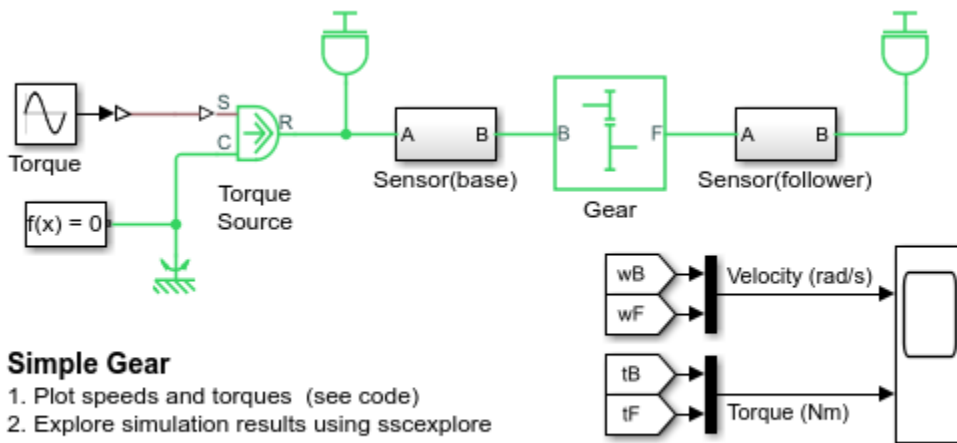 S
R
C
Torque
Torque
Source
f(x) = 0
A B
Sensor(base)
B F
Gear
A B
Sensor(follower)
wB
wF
Velocity (rad/s)
tB
tF
Torque (Nm)
Simple Gear
1. Plot speeds and torques (see code)
2. Explore simulation results using sscexplore